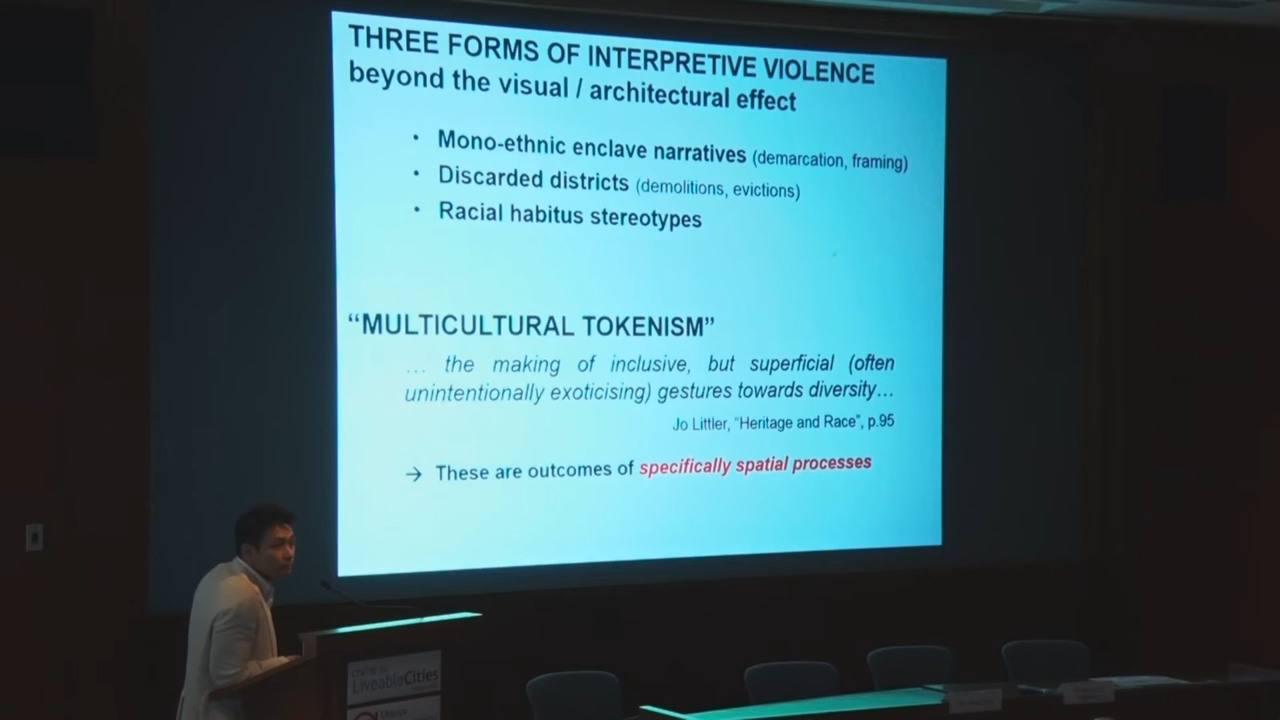 THREE FORMS OF INTERPRETIVE VIOLENCE
beyond the visual / architectural effect
• Mono-ethnic enclave narratives (demarcation, framing)
• Discarded districts (demolitions, evictions)
• Racial habitus stereotypes
“MULTICULTURAL TOKENISM”
… the making of inclusive, but superficial (often
unintentionally exoticising) gestures towards diversity…
Jo Littler, “Heritage and Race”, p.95
→ These are outcomes of specifically spatial processes
LiveableCities